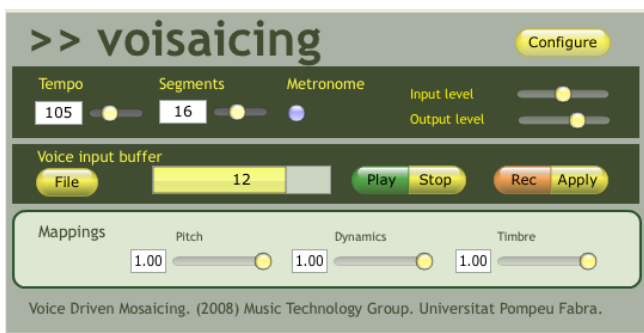 >> voisaicing
Configure
Tempo Segments Metronome
105 16
Input level
Output level
Voice input buffer
File 12 Play Stop Rec Apply
Mappings Pitch Dynamics Timbre
1.00 1.00 1.00
Voice Driven Mosaicing. (2008) Music Technology Group. Universitat Pompeu Fabra.